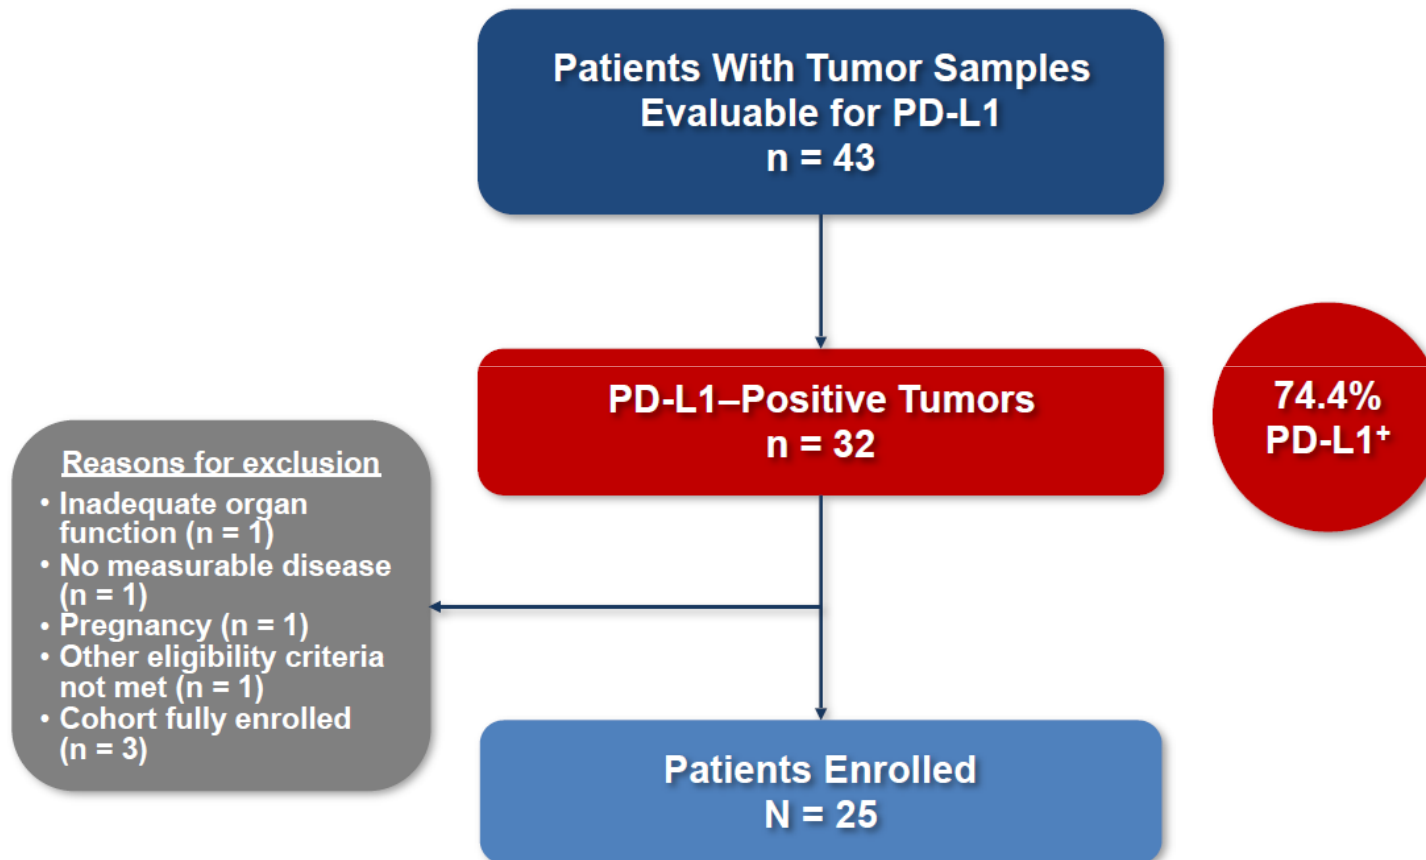 Patients With Tumor Samples
Evaluable for PD-L1
n = 43
PD-L1–Positive Tumors
n = 32
74.4%
PD-L1⁺
Reasons for exclusion
• Inadequate organ
function (n = 1)
• No measurable disease
(n = 1)
• Pregnancy (n = 1)
• Other eligibility criteria
not met (n = 1)
• Cohort fully enrolled
(n = 3)
Patients Enrolled
N = 25